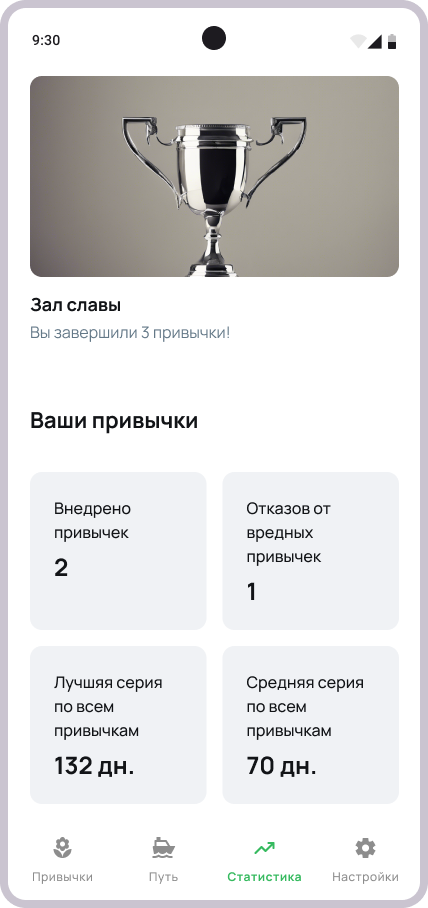 9:30
Зал славы
Вы завершили 3 привычки!
Ваши привычки
Внедрено
привычек
2
Отказов от
вредных
привычек
1
Лучшяя серия
по всем
привычкам
132 дн.
Средняя серия
по всем
привычкам
70 дн.
Привычки
Путь
Статистика
Настройки